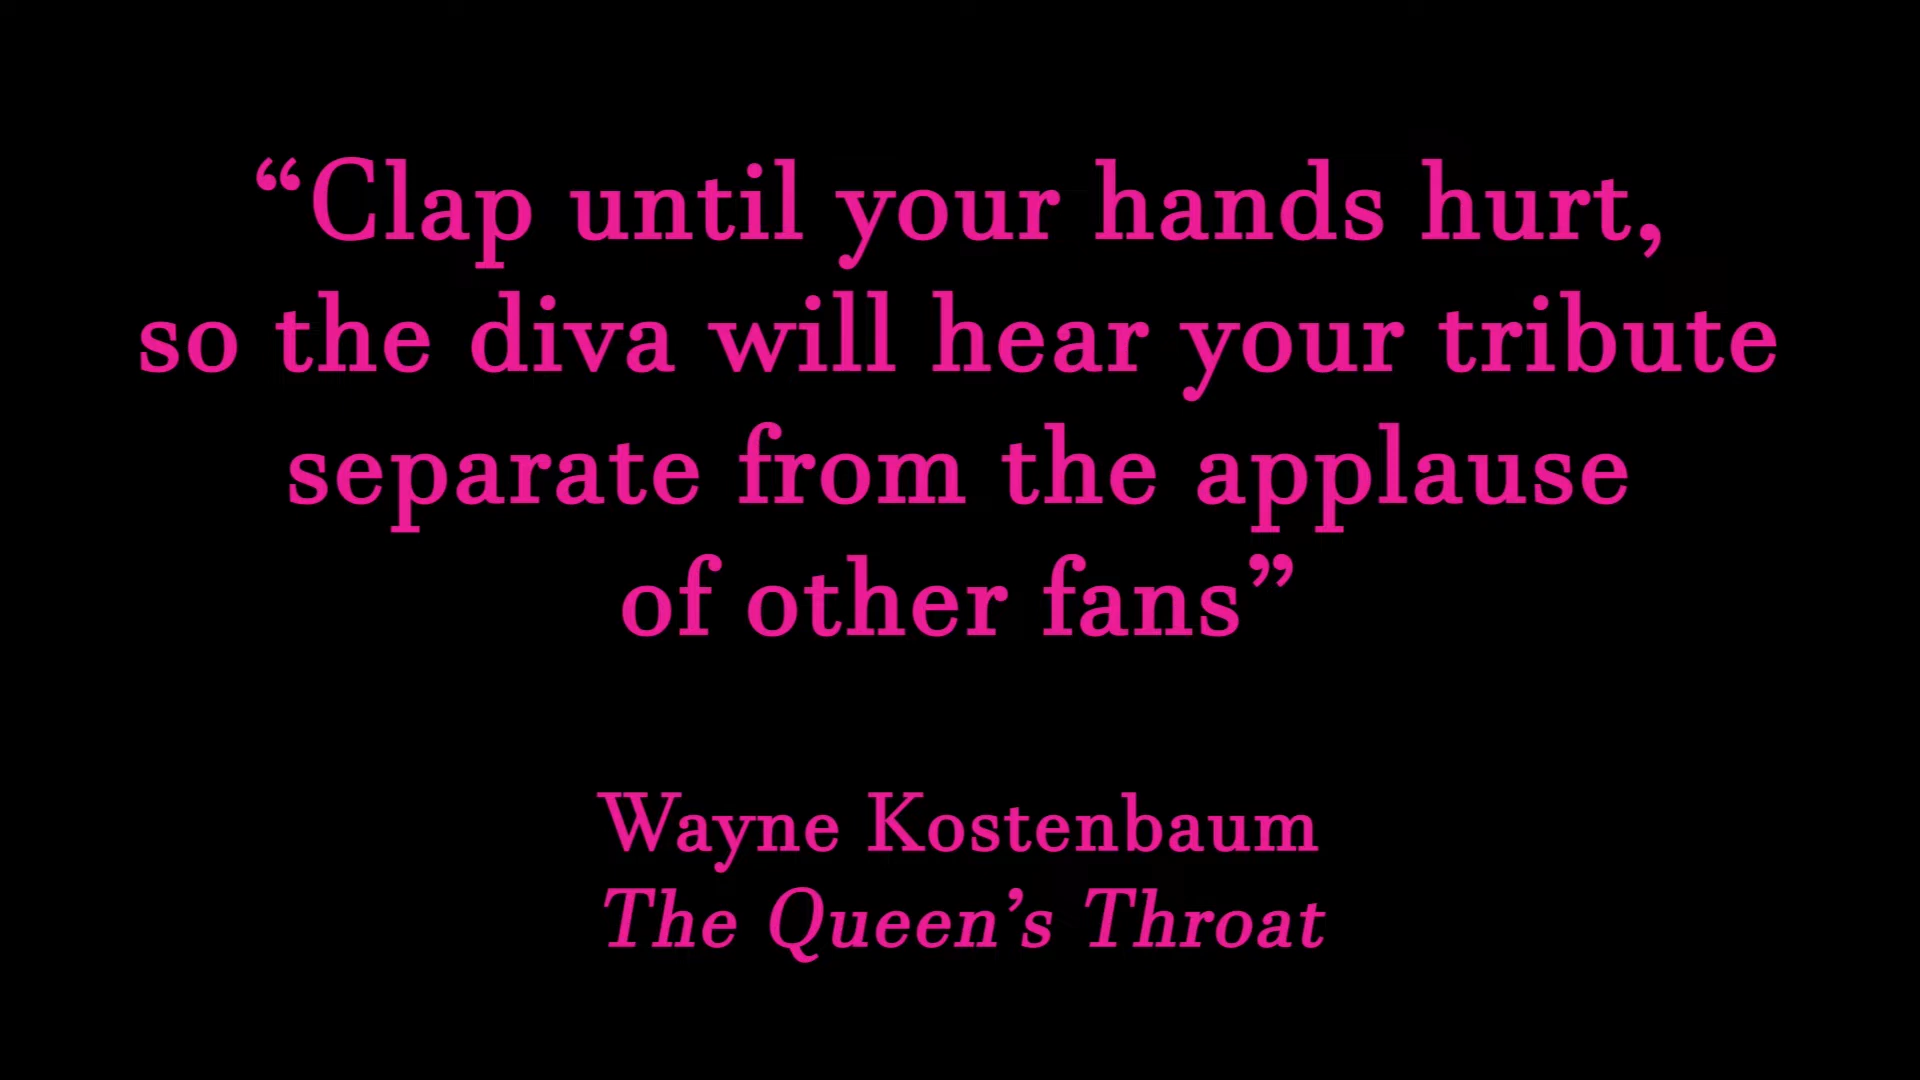 “Clap until your hands hurt,
so the diva will hear your tribute
separate from the applause
of other fans”
Wayne Kostenbaum
The Queen’s Throat